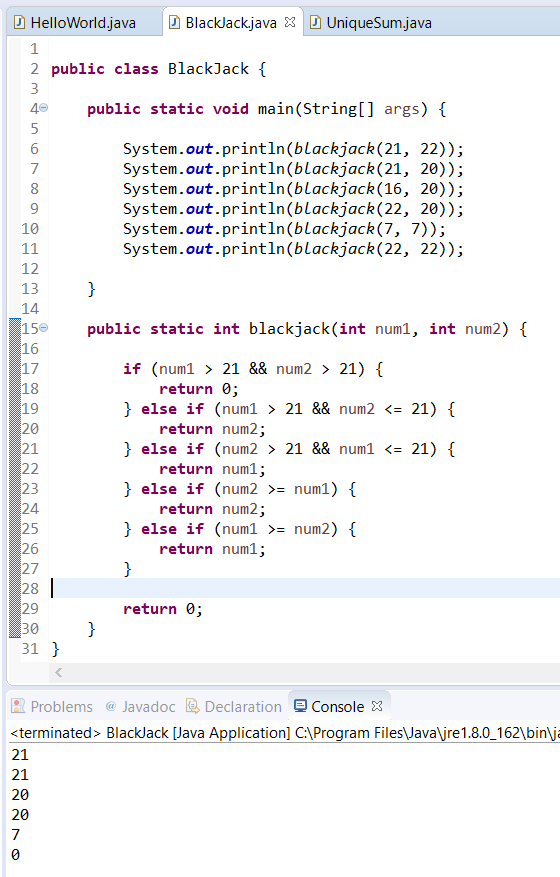 HelloWorld.java BlackJack.java UniqueSum.java
1
2 public class BlackJack {
3
4 public static void main(String[] args) {
5
6 System.out.println(blackjack(21, 22));
7 System.out.println(blackjack(21, 20));
8 System.out.println(blackjack(16, 20));
9 System.out.println(blackjack(22, 20));
10 System.out.println(blackjack(7, 7));
11 System.out.println(blackjack(22, 22));
12
13 }
14
15 public static int blackjack(int num1, int num2) {
16
17 if (num1 > 21 && num2 > 21) {
18 return 0;
19 } else if (num1 > 21 && num2 <= 21) {
20 return num2;
21 } else if (num2 > 21 && num1 <= 21) {
22 return num1;
23 } else if (num2 >= num1) {
24 return num2;
25 } else if (num1 >= num2) {
26 return num1;
27 }
28
29 return 0;
30 }
31 }
Problems @ Javadoc Declaration Console
<terminated> BlackJack [Java Application] C:\Program Files\Java\jre1.8.0_162\bin\ja
21
21
20
20
7
0